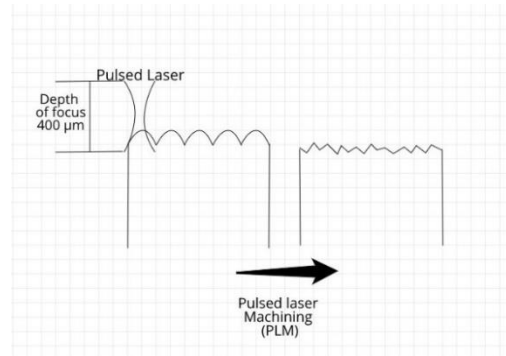 Pulsed Laser
Depth
of focus
400 μm
Pulsed laser
Machining
(PLM)